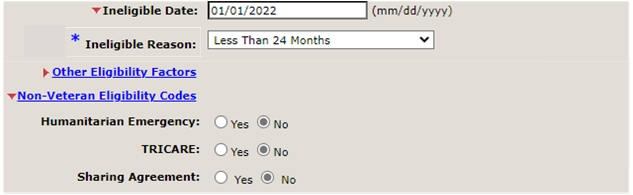 Ineligible Date: 01/01/2022 (mm/dd/yyyy)
* Ineligible Reason: Less Than 24 Months
Other Eligibility Factors
Non-Veteran Eligibility Codes
Humanitarian Emergency: Yes No
TRICARE: Yes No
Sharing Agreement: Yes No